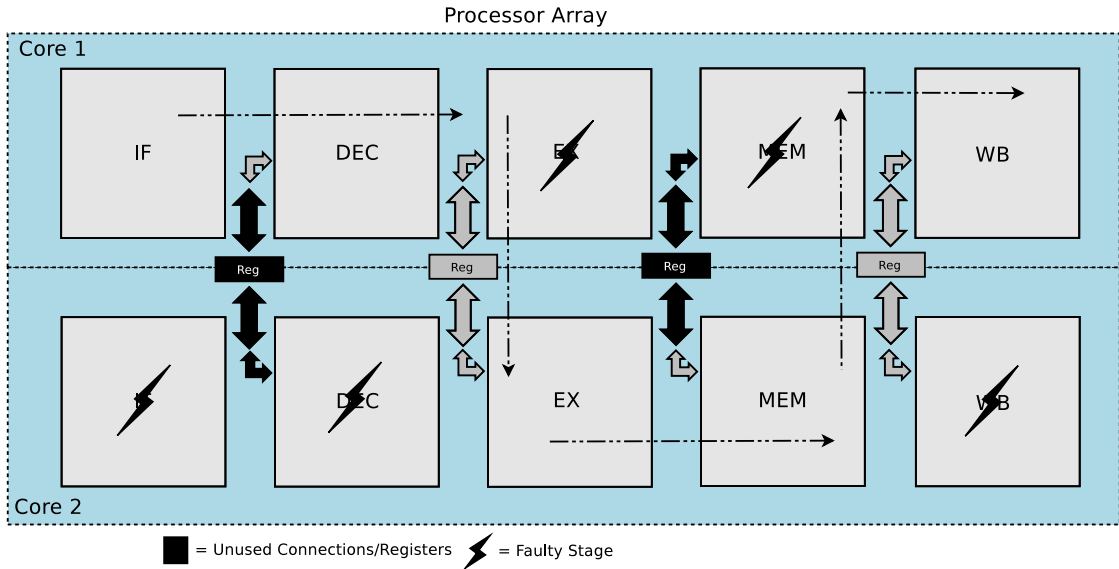 Processor Array
Core 1
IF
DEC
EX
MEM
WB
Reg
Reg
Reg
Reg
IF
DEC
EX
MEM
WB
Core 2
= Unused Connections/Registers
= Faulty Stage